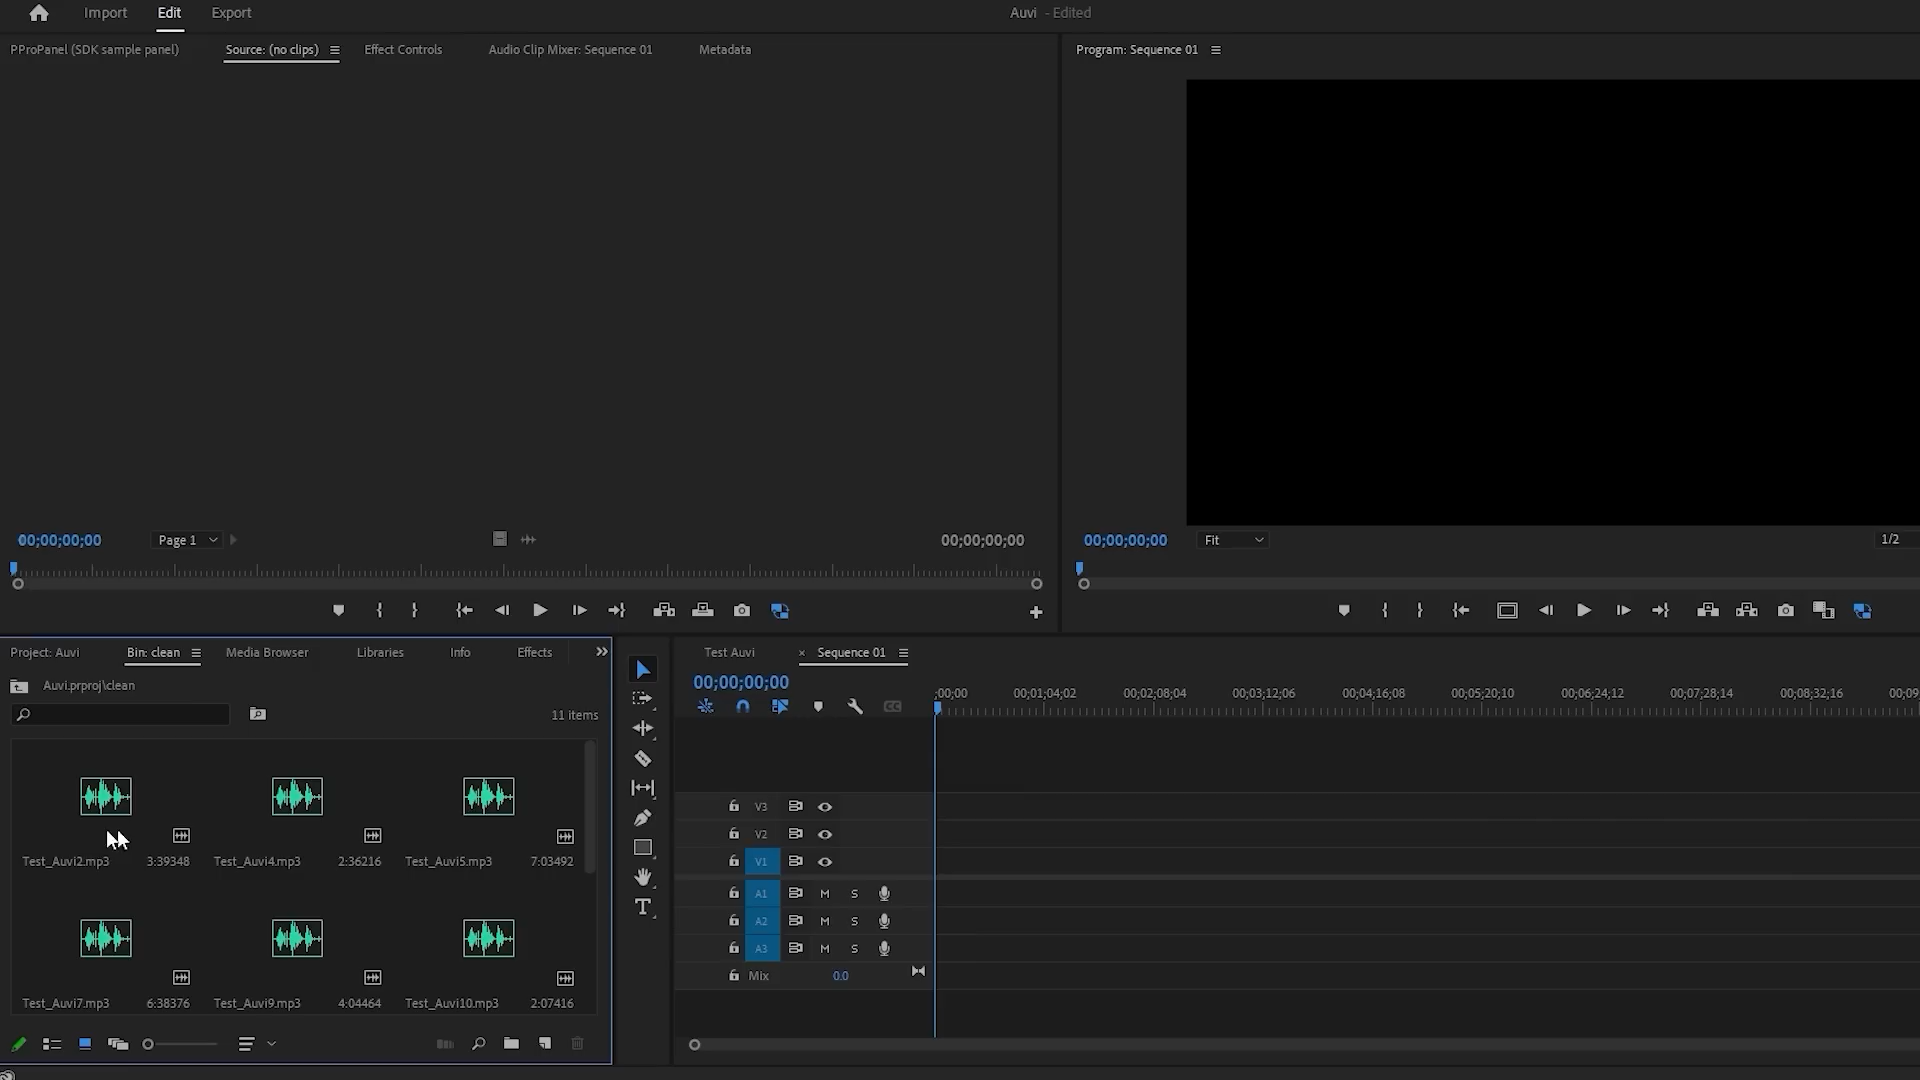 Import Edit Export Auvi - Edited
PProPanel (SDK sample panel) Source: (no clips) Effect Controls Audio Clip Mixer: Sequence 01 Metadata Program: Sequence 01
00;00;00;00 Page 1 00;00;00;00 00;00;00;00 Fit 1/2
Project: Auvi Bin: clean Media Browser Libraries Info Effects Test Auvi × Sequence 01
Auvi.prproj\clean 00;00;00;00
;00;00 00;01;04;02 00;02;08;04 00;03;12;06 00;04;16;08 00;05;20;10 00;06;24;12 00;07;28;14 00;08;32;16 00;09
11 items
V3
V2
V1
Test_Auvi2.mp3 3:39348 Test_Auvi4.mp3 2:36216 Test_Auvi5.mp3 7:03492
A1 M S
A2 M S
A3 M S
Mix 0.0
Test_Auvi7.mp3 6:38376 Test_Auvi9.mp3 4:04464 Test_Auvi10.mp3 2:07416